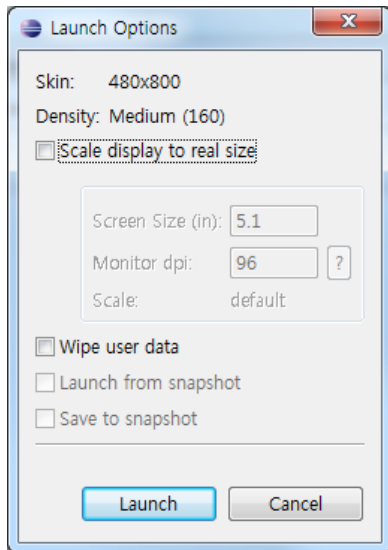 Launch Options
Skin: 480x800
Density: Medium (160)
Scale display to real size
Screen Size (in): 5.1
Monitor dpi: 96 ?
Scale: default
Wipe user data
Launch from snapshot
Save to snapshot
Launch Cancel